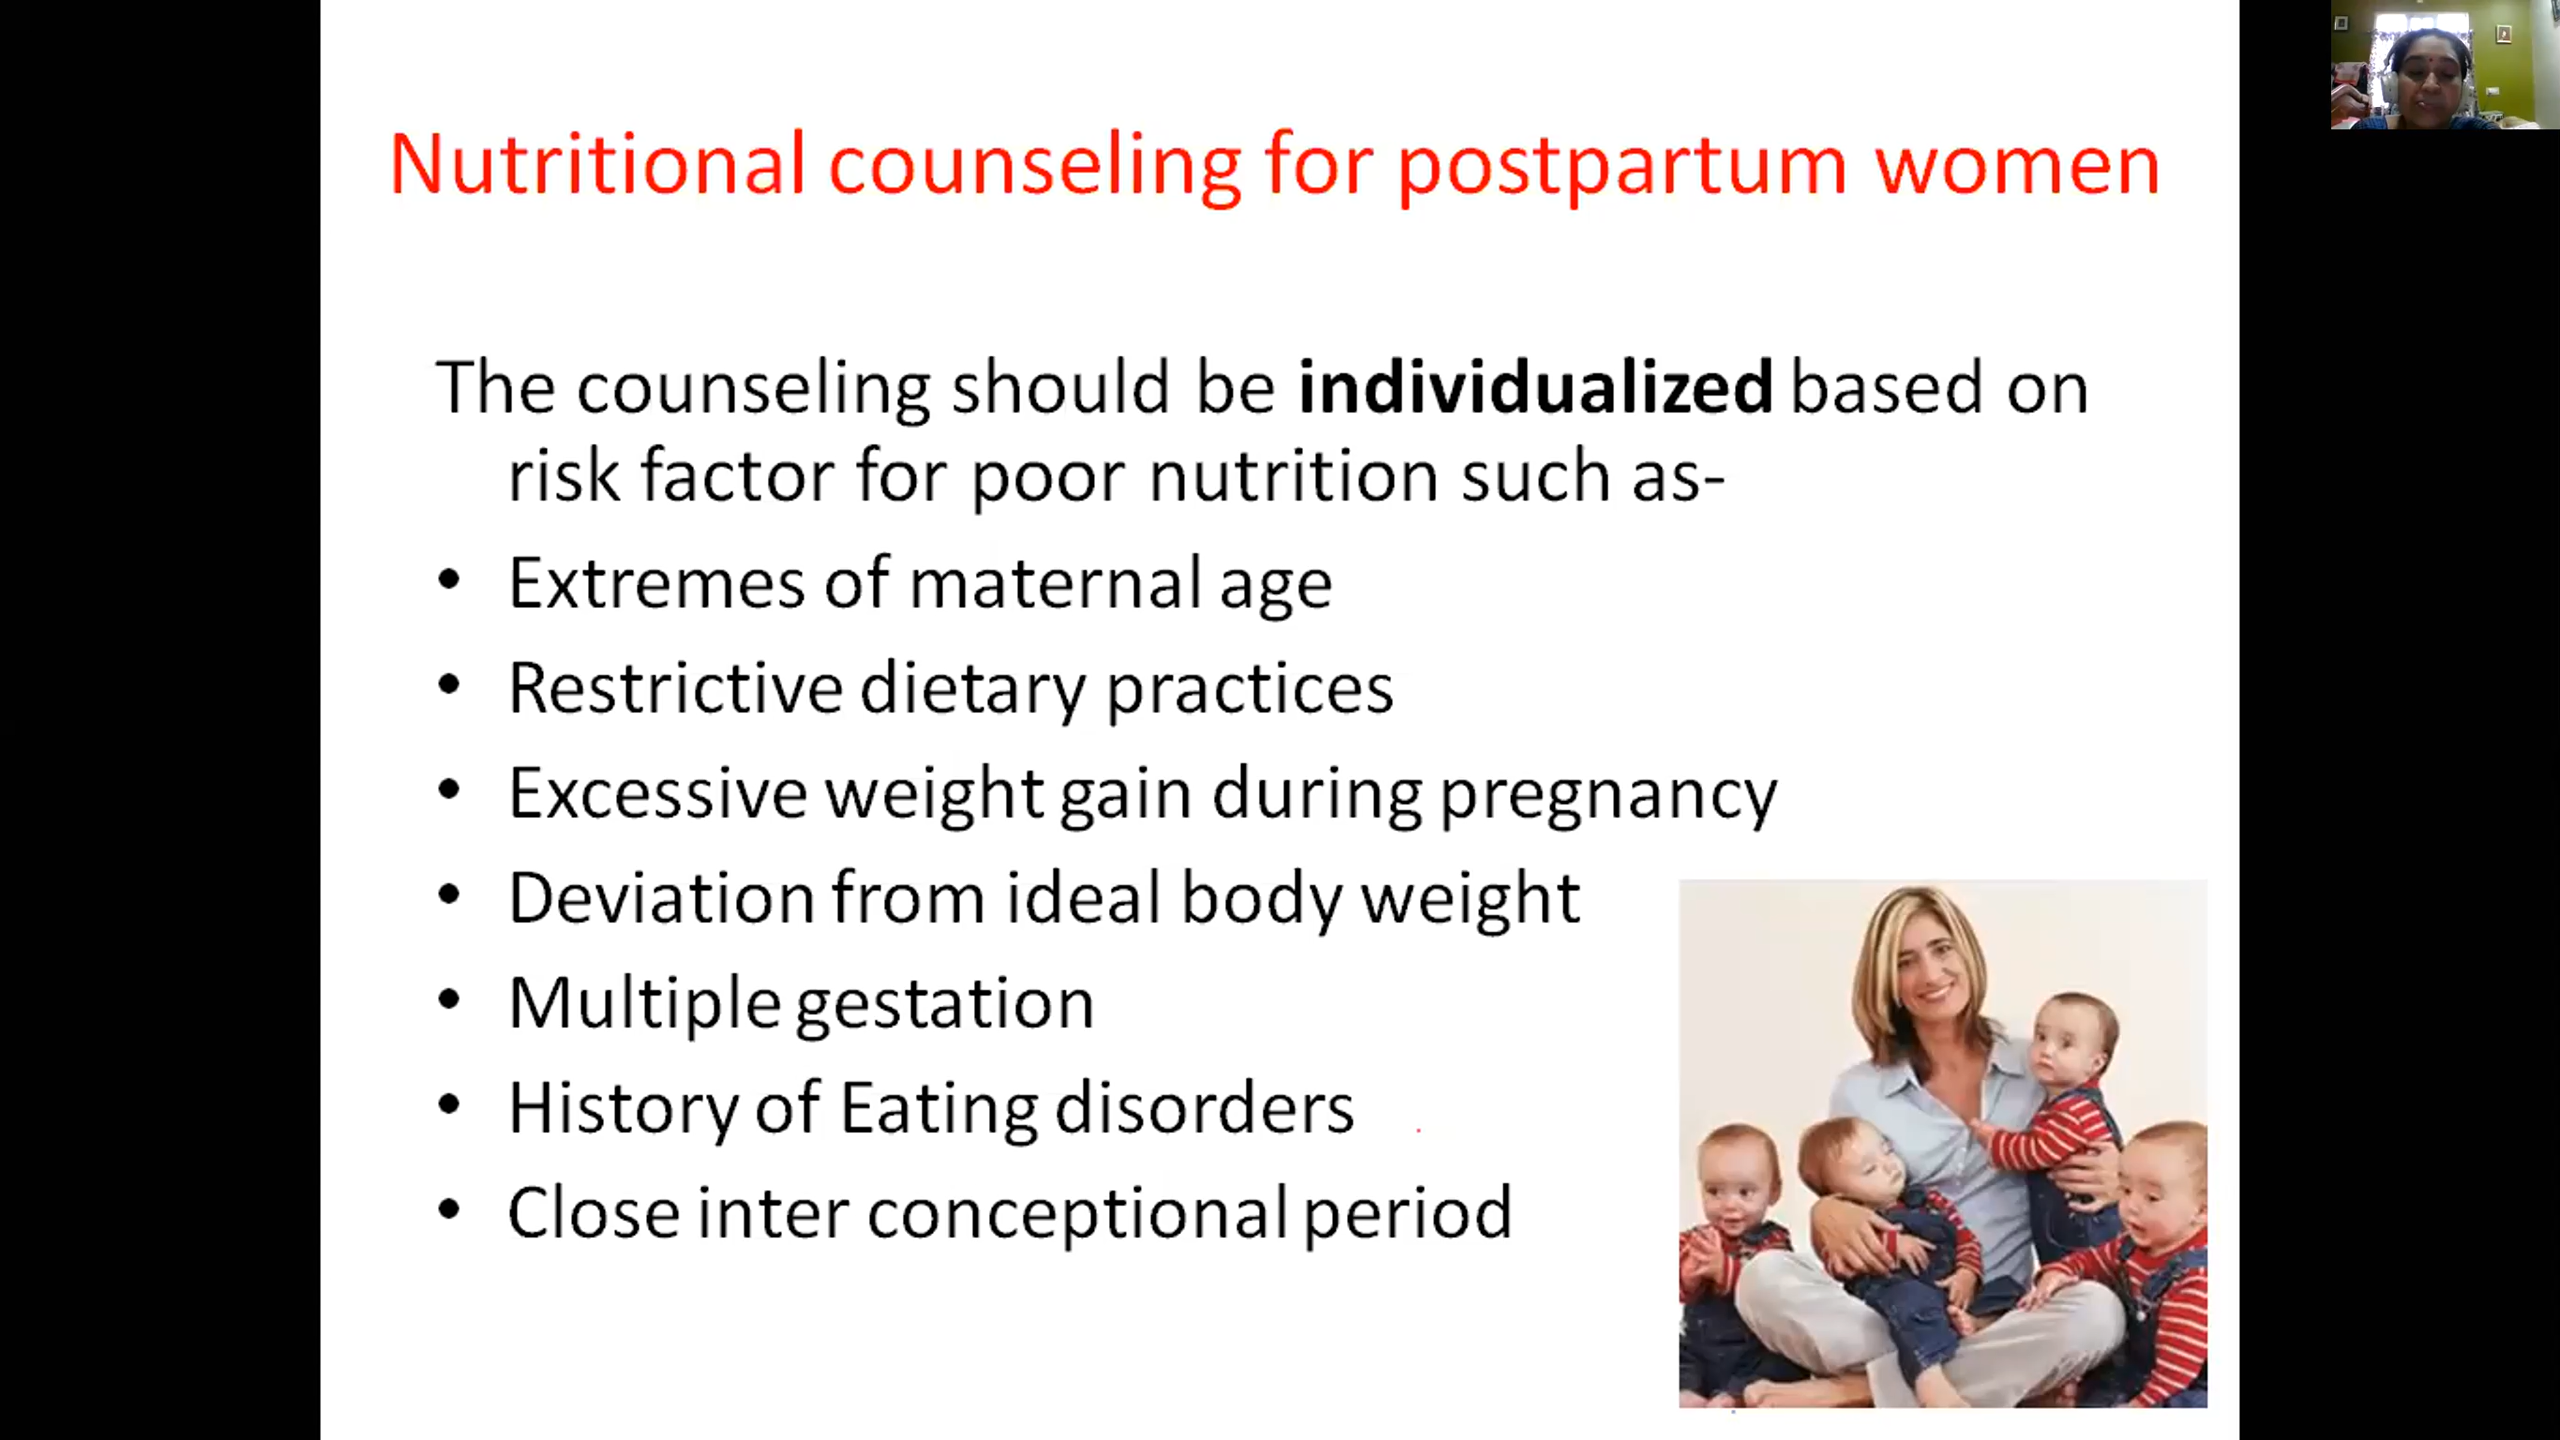 Nutritional counseling for postpartum women
The counseling should be individualized based on
risk factor for poor nutrition such as-
• Extremes of maternal age
• Restrictive dietary practices
• Excessive weight gain during pregnancy
• Deviation from ideal body weight
• Multiple gestation
• History of Eating disorders
• Close inter conceptional period